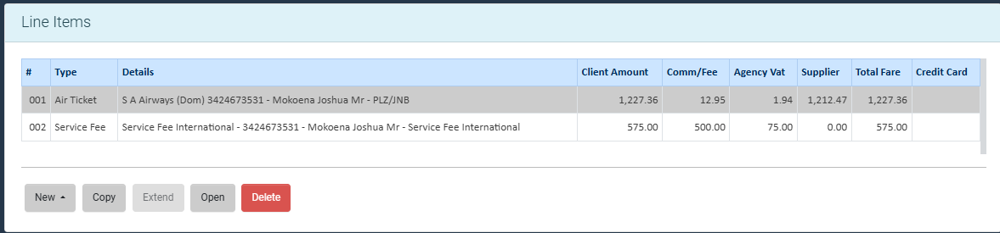 Line Items
# Type Details Client Amount Comm/Fee Agency Vat Supplier Total Fare Credit Card
001 Air Ticket S A Airways (Dom) 3424673531 - Mokoena Joshua Mr - PLZ/JNB 1,227.36 12.95 1.94 1,212.47 1,227.36
002 Service Fee Service Fee International - 3424673531 - Mokoena Joshua Mr - Service Fee International 575.00 500.00 75.00 0.00 575.00
New Copy Extend Open Delete